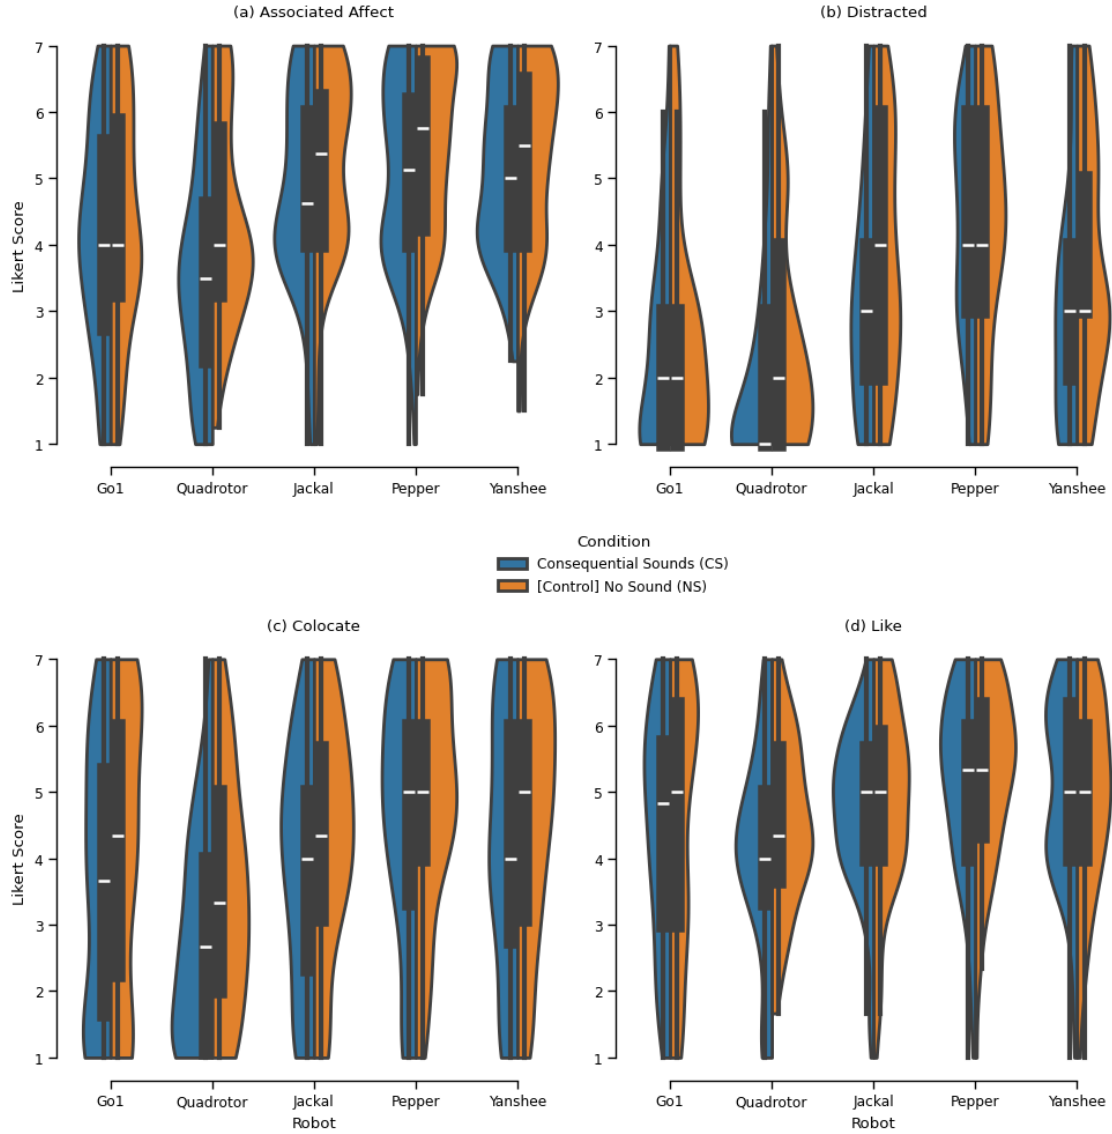 (a) Associated Affect
(b) Distracted
7
6
5
4
3
2
1
Likert Score
Go1 Quadrotor Jackal Pepper Yanshee
7
6
5
4
3
2
1
Go1 Quadrotor Jackal Pepper Yanshee
Condition
Consequential Sounds (CS)
[Control] No Sound (NS)
(c) Colocate
(d) Like
7
6
5
4
3
2
1
Likert Score
Go1 Quadrotor Jackal Pepper Yanshee
Robot
7
6
5
4
3
2
1
Go1 Quadrotor Jackal Pepper Yanshee
Robot